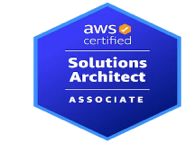 aws
certified
Solutions
Architect
ASSOCIATE